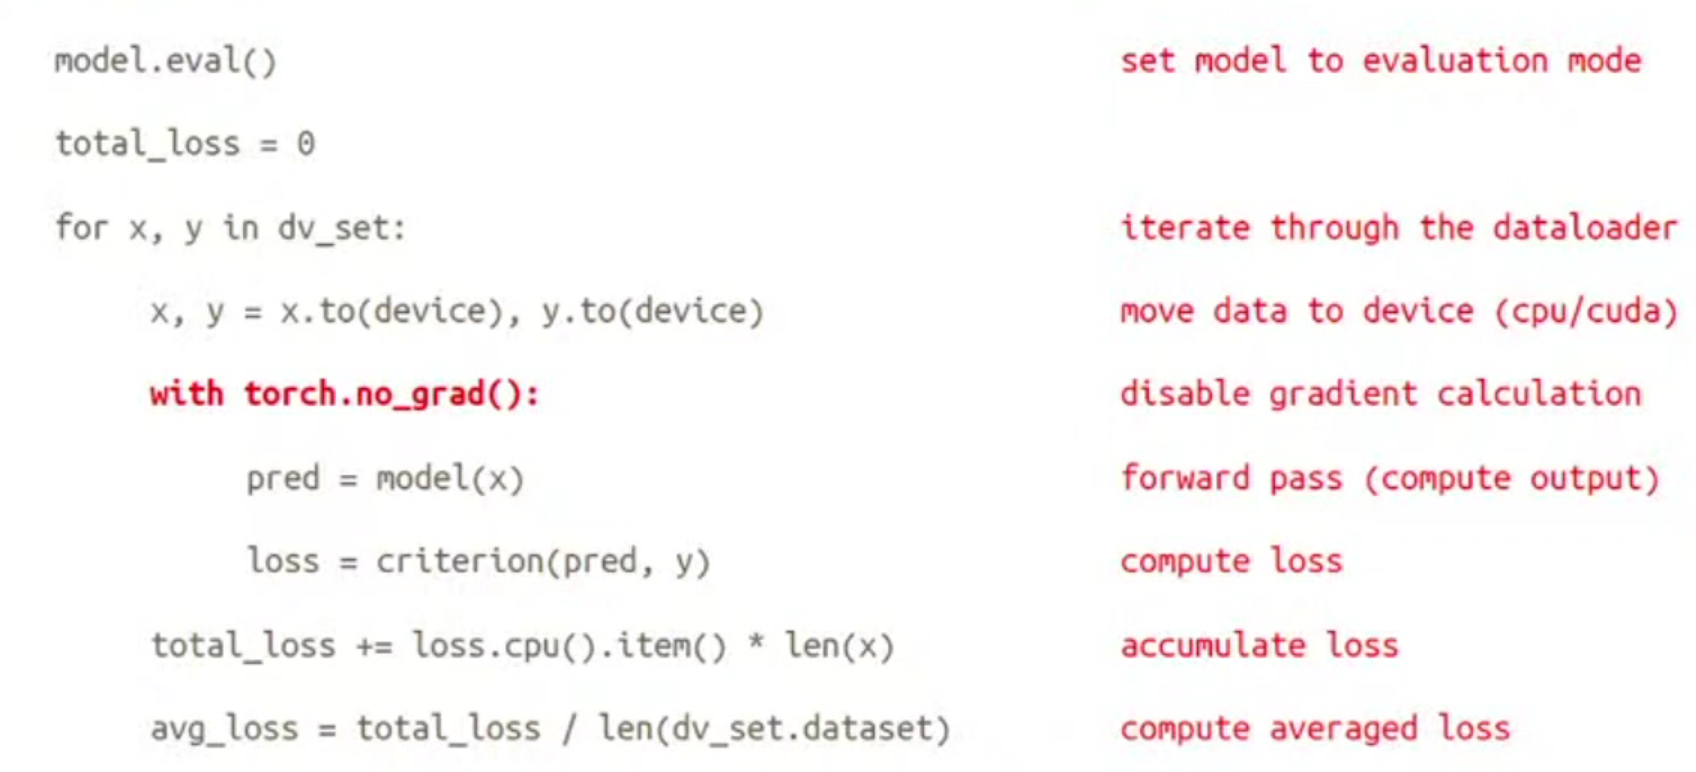 model.eval() set model to evaluation mode
total_loss = 0
for x, y in dv_set: iterate through the dataloader
x, y = x.to(device), y.to(device) move data to device (cpu/cuda)
with torch.no_grad(): disable gradient calculation
pred = model(x) forward pass (compute output)
loss = criterion(pred, y) compute loss
total_loss += loss.cpu().item() * len(x) accumulate loss
avg_loss = total_loss / len(dv_set.dataset) compute averaged loss